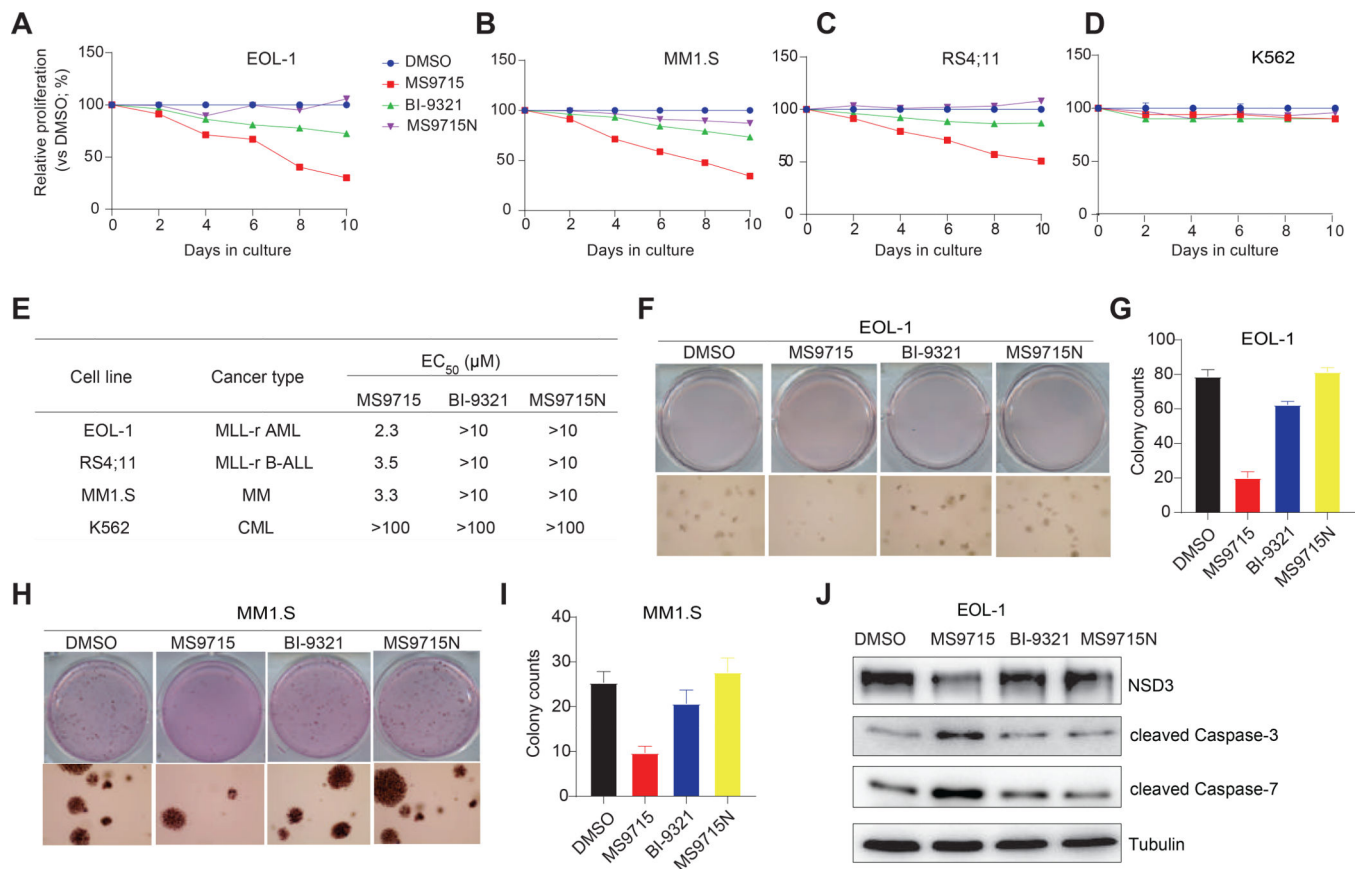 A
EOL-1
Relative proliferation
(vs DMSO; %)
150
100
50
0
0 2 4 6 8 10
Days in culture
DMSO
MS9715
BI-9321
MS9715N
B
MM1.S
150
100
50
0
0 2 4 6 8 10
Days in culture
C
RS4;11
150
100
50
0
0 2 4 6 8 10
Days in culture
D
K562
150
100
50
0
0 2 4 6 8 10
Days in culture
E
Cell line Cancer type EC50 (µM)
MS9715 BI-9321 MS9715N
EOL-1 MLL-r AML 2.3 >10 >10
RS4;11 MLL-r B-ALL 3.5 >10 >10
MM1.S MM 3.3 >10 >10
K562 CML >100 >100 >100
F
EOL-1
DMSO MS9715 BI-9321 MS9715N
G
EOL-1
Colony counts
80
60
40
20
0
DMSO
MS9715
BI-9321
MS9715N
H
MM1.S
DMSO MS9715 BI-9321 MS9715N
I
MM1.S
Colony counts
40
30
20
10
0
DMSO
MS9715
BI-9321
MS9715N
J
EOL-1
DMSO MS9715 BI-9321 MS9715N
NSD3
cleaved Caspase-3
cleaved Caspase-7
Tubulin